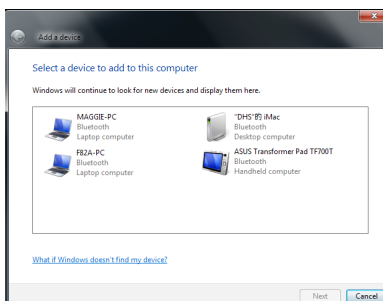 Add a device
Select a device to add to this computer
Windows will continue to look for new devices and display them here.
MAGGIE-PC
Bluetooth
Laptop computer
"DHS"的 iMac
Bluetooth
Desktop computer
F82A-PC
Bluetooth
Laptop computer
ASUS Transformer Pad TF700T
Bluetooth
Handheld computer
What if Windows doesn't find my device?
Next
Cancel